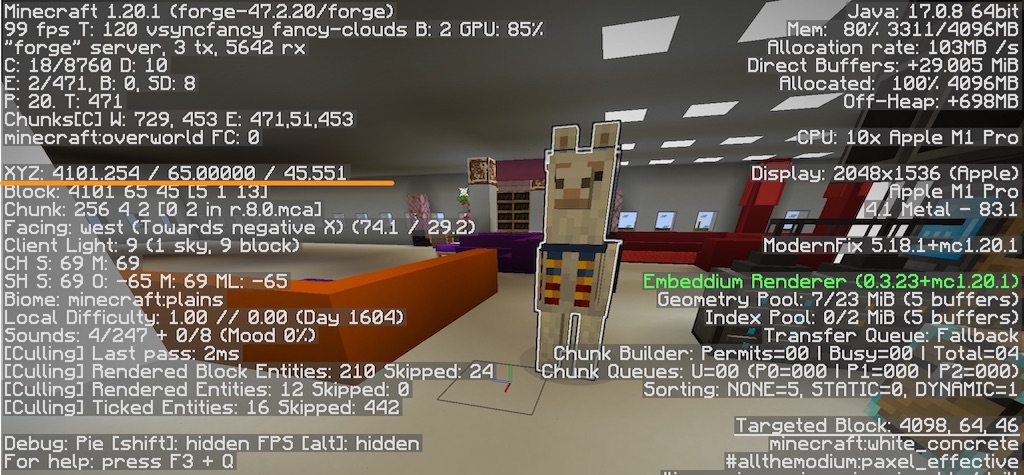 Minecraft 1.20.1 (forge-47.2.20/forge)
99 fps T: 120 vsyncfancy fancy-clouds B: 2 GPU: 85%
"forge" server, 3 tx, 5642 rx
C: 18/8760 D: 10
E: 2/471, B: 0, SD: 8
P: 20. T: 471
Chunks[C] W: 729, 453 E: 471,51,453
minecraft:overworld FC: 0
XYZ: 4101.254 / 65.00000 / 45.551
Block: 4101 65 45 [5 1 13]
Chunk: 256 4 2 [0 2 in r.8.0.mca]
Facing: west (Towards negative X) (74.1 / 29.2)
Client Light: 9 (1 sky, 9 block)
CH S: 69 M: 69
SH S: 69 O: -65 M: 69 ML: -65
Biome: minecraft:plains
Local Difficulty: 1.00 // 0.00 (Day 1604)
Sounds: 4/247 + 0/8 (Mood 0%)
[Culling] Last pass: 2ms
[Culling] Rendered Block Entities: 210 Skipped: 24
[Culling] Rendered Entities: 12 Skipped: 0
[Culling] Ticked Entities: 16 Skipped: 442
Debug: Pie [shift]: hidden FPS [alt]: hidden
For help: press F3 + Q
Java: 17.0.8 64bit
Mem: 80% 3311/4096MB
Allocation rate: 103MB /s
Direct Buffers: +29.005 MiB
Allocated: 100% 4096MB
Off-Heap: +698MB
CPU: 10x Apple M1 Pro
Display: 2048x1536 (Apple)
Apple M1 Pro
4.1 Metal - 83.1
ModernFix 5.18.1+mc1.20.1
Embeddium Renderer (0.3.23+mc1.20.1)
Geometry Pool: 7/23 MiB (5 buffers)
Index Pool: 0/2 MiB (5 buffers)
Transfer Queue: Fallback
Chunk Builder: Permits=00 | Busy=00 | Total=04
Chunk Queues: U=00 (P0=000 | P1=000 | P2=000)
Sorting: NONE=5, STATIC=0, DYNAMIC=1
Targeted Block: 4098, 64, 46
minecraft:white_concrete
#allthemodium:paxel_effective